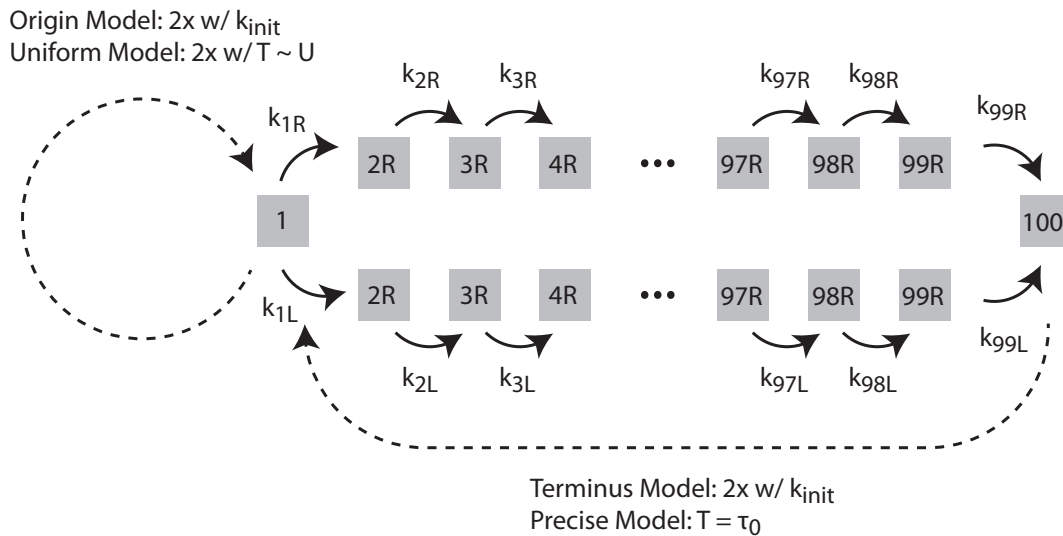 Origin Model: 2x w/ kinit
Uniform Model: 2x w/ T ~ U
k1R
k2R
k3R
k97R
k98R
k99R
2R
3R
4R
•••
97R
98R
99R
1
100
2R
3R
4R
•••
97R
98R
99R
k1L
k2L
k3L
k97L
k98L
k99L
Terminus Model: 2x w/ kinit
Precise Model: T = τ0